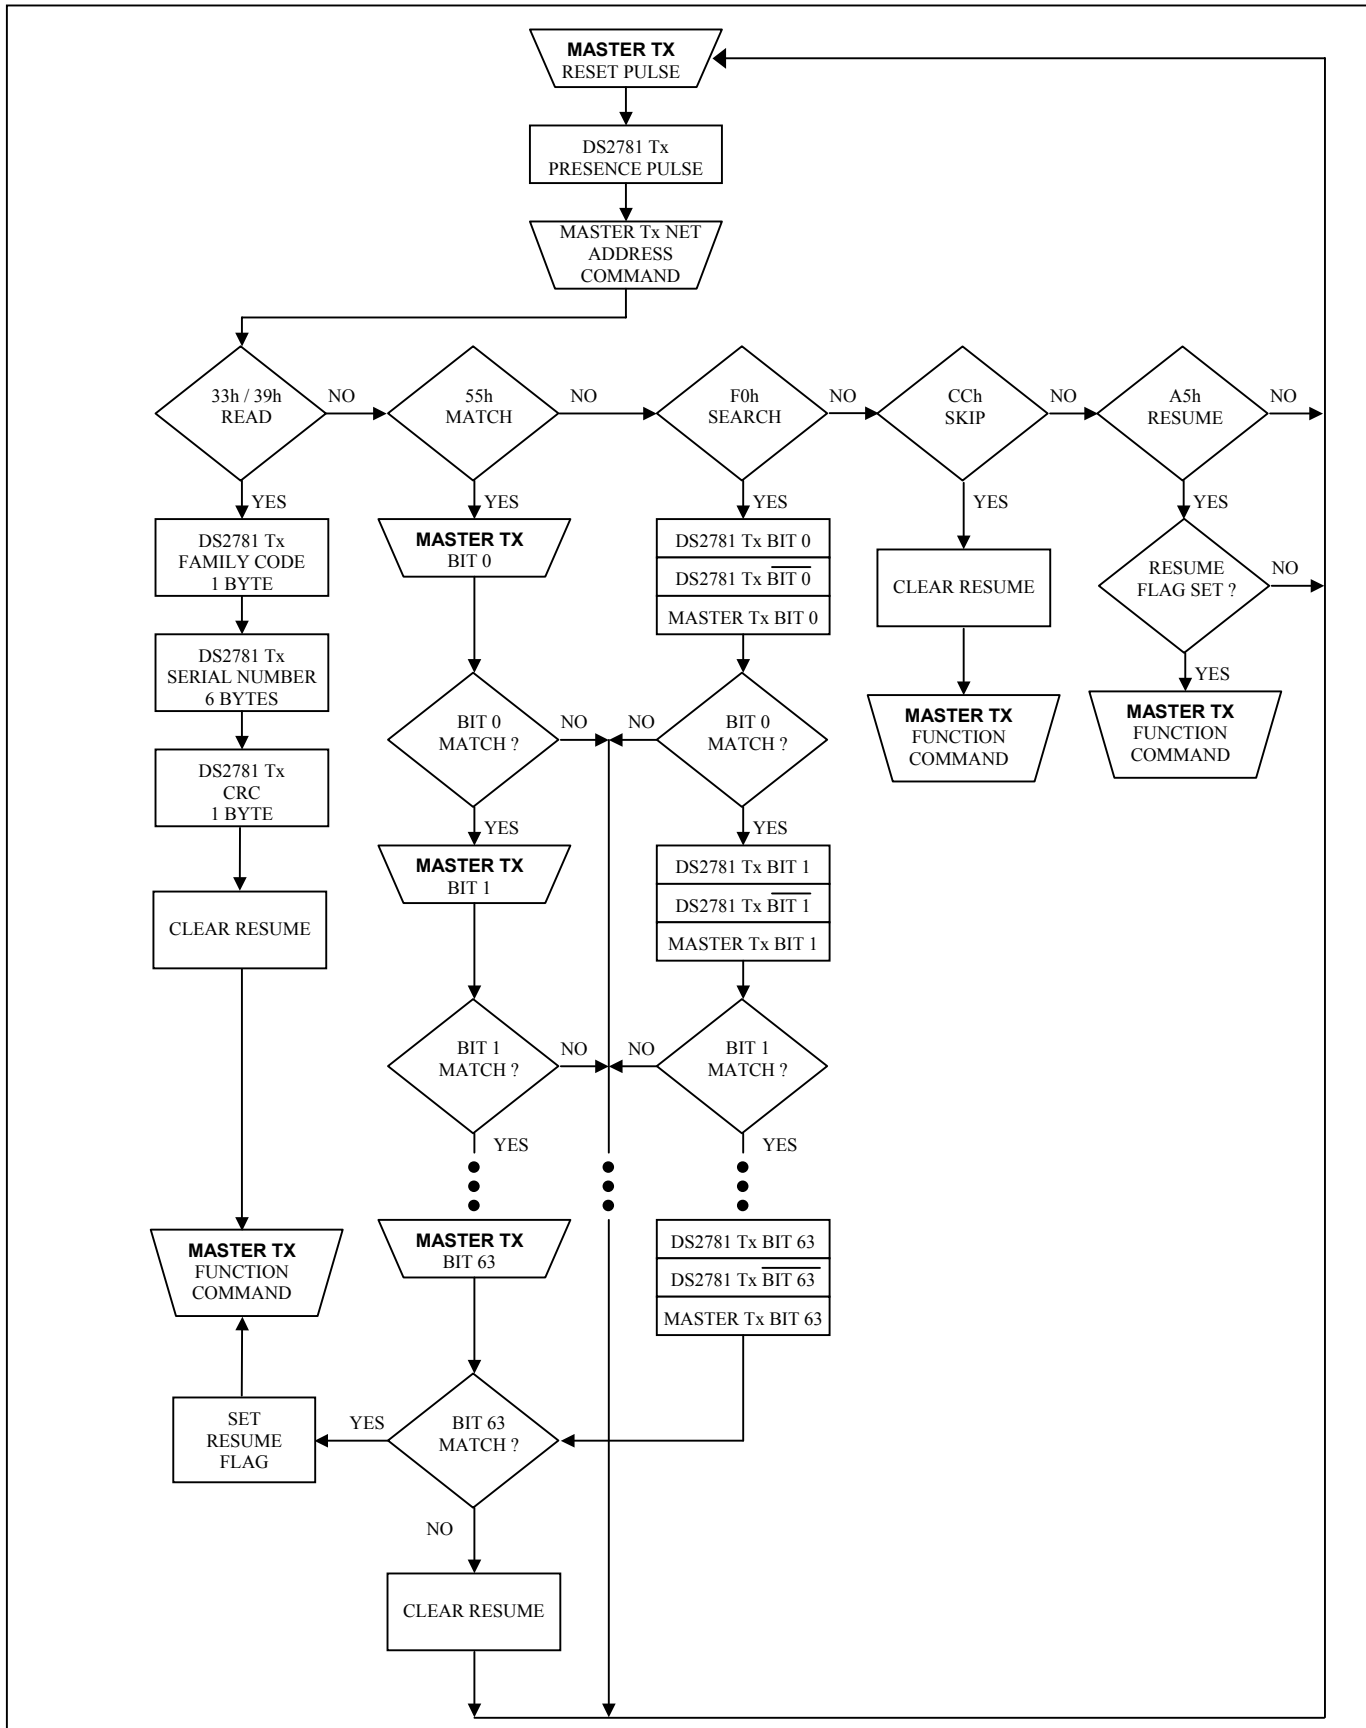 MASTER TX
RESET PULSE
DS2781 Tx
PRESENCE PULSE
MASTER Tx NET
ADDRESS
COMMAND
33h / 39h
READ
NO
55h
MATCH
NO
F0h
SEARCH
NO
CCh
SKIP
NO
A5h
RESUME
NO
YES
YES
YES
YES
YES
DS2781 Tx
FAMILY CODE
1 BYTE
DS2781 Tx
SERIAL NUMBER
6 BYTES
DS2781 Tx
CRC
1 BYTE
CLEAR RESUME
MASTER TX
FUNCTION
COMMAND
SET
RESUME
FLAG
MASTER TX
BIT 0
BIT 0
MATCH ?
NO
YES
MASTER TX
BIT 1
BIT 1
MATCH ?
NO
YES
MASTER TX
BIT 63
BIT 63
MATCH ?
YES
NO
CLEAR RESUME
DS2781 Tx BIT 0
DS2781 Tx B̅I̅T̅ ̅0̅
MASTER Tx BIT 0
BIT 0
MATCH ?
NO
YES
DS2781 Tx BIT 1
DS2781 Tx B̅I̅T̅ ̅1̅
MASTER Tx BIT 1
BIT 1
MATCH ?
NO
YES
DS2781 Tx BIT 63
DS2781 Tx B̅I̅T̅ ̅6̅3̅
MASTER Tx BIT 63
CLEAR RESUME
MASTER TX
FUNCTION
COMMAND
RESUME
FLAG SET ?
NO
YES
MASTER TX
FUNCTION
COMMAND